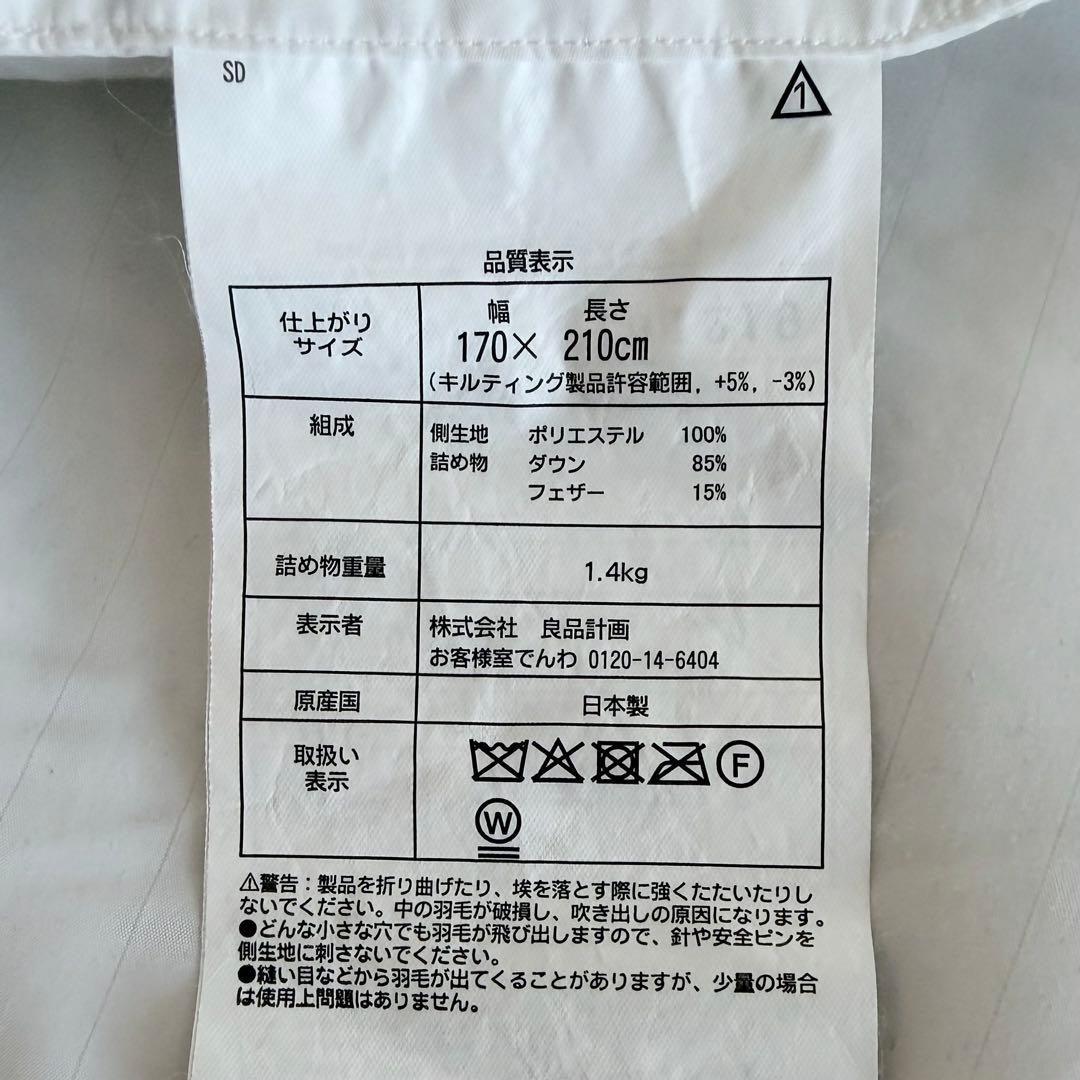 SD
1
品質表示
仕上がり
サイズ
幅 長さ
170× 210cm
(キルティング製品許容範囲, +5%, -3%)
組成
側生地 ポリエステル 100%
詰め物 ダウン 85%
フェザー 15%
詰め物重量
1.4kg
表示者
株式会社 良品計画
お客様室でんわ 0120-14-6404
原産国
日本製
取扱い
表示
F
W
⚠警告：製品を折り曲げたり、埃を落とす際に強くたたいたりし
ないでください。中の羽毛が破損し、吹き出しの原因になります。
●どんな小さな穴でも羽毛が飛び出しますので、針や安全ピンを
側生地に刺さないでください。
●縫い目などから羽毛が出てくることがありますが、少量の場合
は使用上問題はありません。